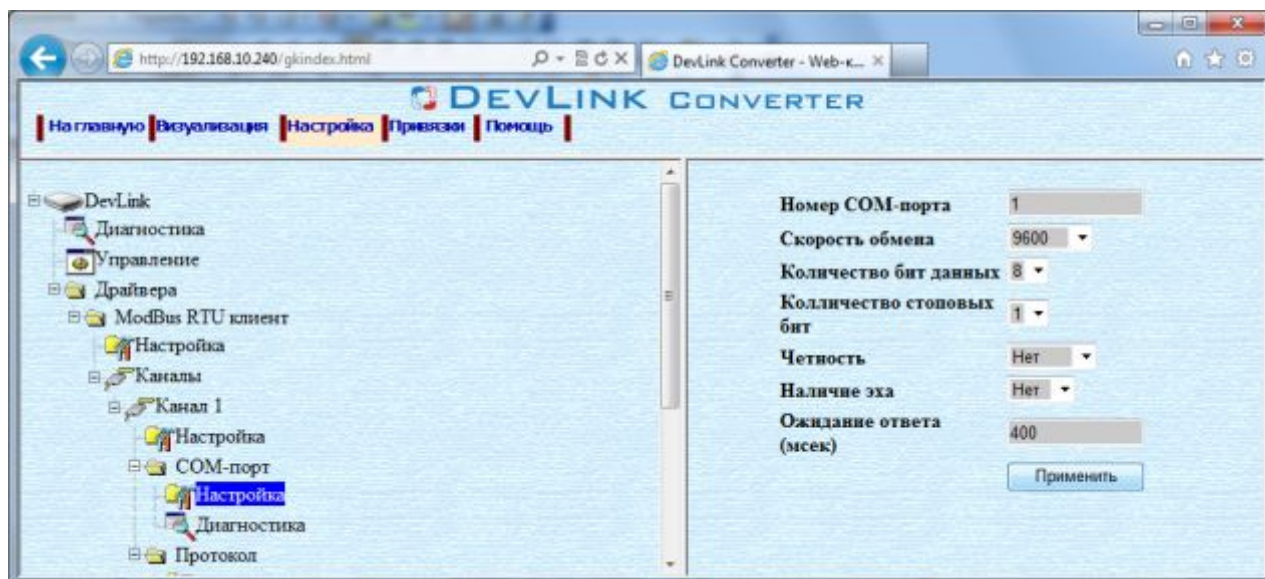 http://192.168.10.240/gkindex.html
DevLink Converter - Web-к...
DEVLINK CONVERTER
На главную Визуализация Настройка Привязки Помощь
DevLink
Диагностика
Управление
Драйвера
ModBus RTU клиент
Настройка
Каналы
Канал 1
Настройка
COM-порт
Настройка
Диагностика
Протокол
Номер COM-порта 1
Скорость обмена 9600
Количество бит данных 8
Колличество стоповых
бит 1
Четность Нет
Наличие эха Нет
Ожидание ответа
(мсек) 400
Применить